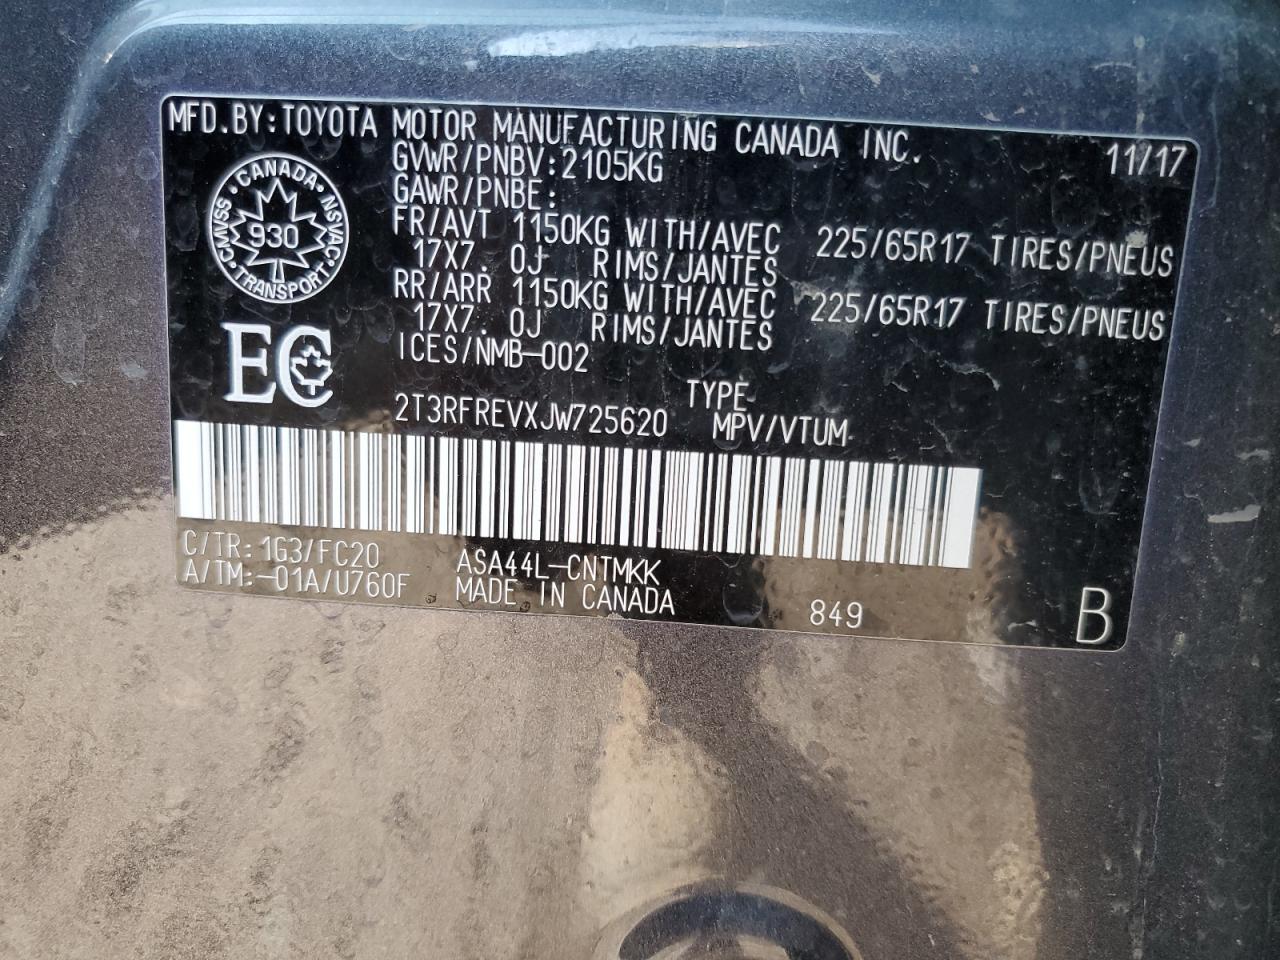 MFD.BY:TOYOTA MOTOR MANUFACTURING CANADA INC. 11/17
GVWR/PNBV:2105KG
GAWR/PNBE:
FR/AVT 1150KG WITH/AVEC 225/65R17 TIRES/PNEUS
17X7.0J RIMS/JANTES
RR/ARR 1150KG WITH/AVEC 225/65R17 TIRES/PNEUS
17X7.0J RIMS/JANTES
ICES/NMB-002
CANADA
CMVSS 930 NSVAC
TRANSPORT
EC
2T3RFREVXJW725620 TYPE
MPV/VTUM
C/TR:1G3/FC20 ASA44L-CNTMKK
A/TM:-01A/U760F MADE IN CANADA 849 B